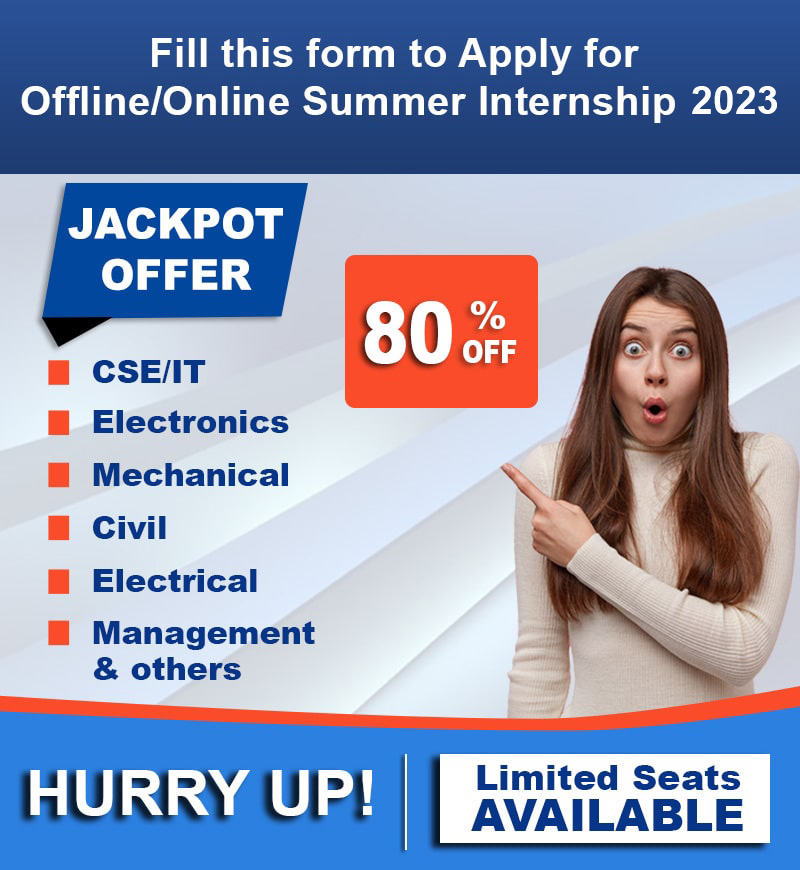 Fill this form to Apply for
Offline/Online Summer Internship 2023
JACKPOT
OFFER
80 %
OFF
CSE/IT
Electronics
Mechanical
Civil
Electrical
Management
& others
HURRY UP!
Limited Seats
AVAILABLE